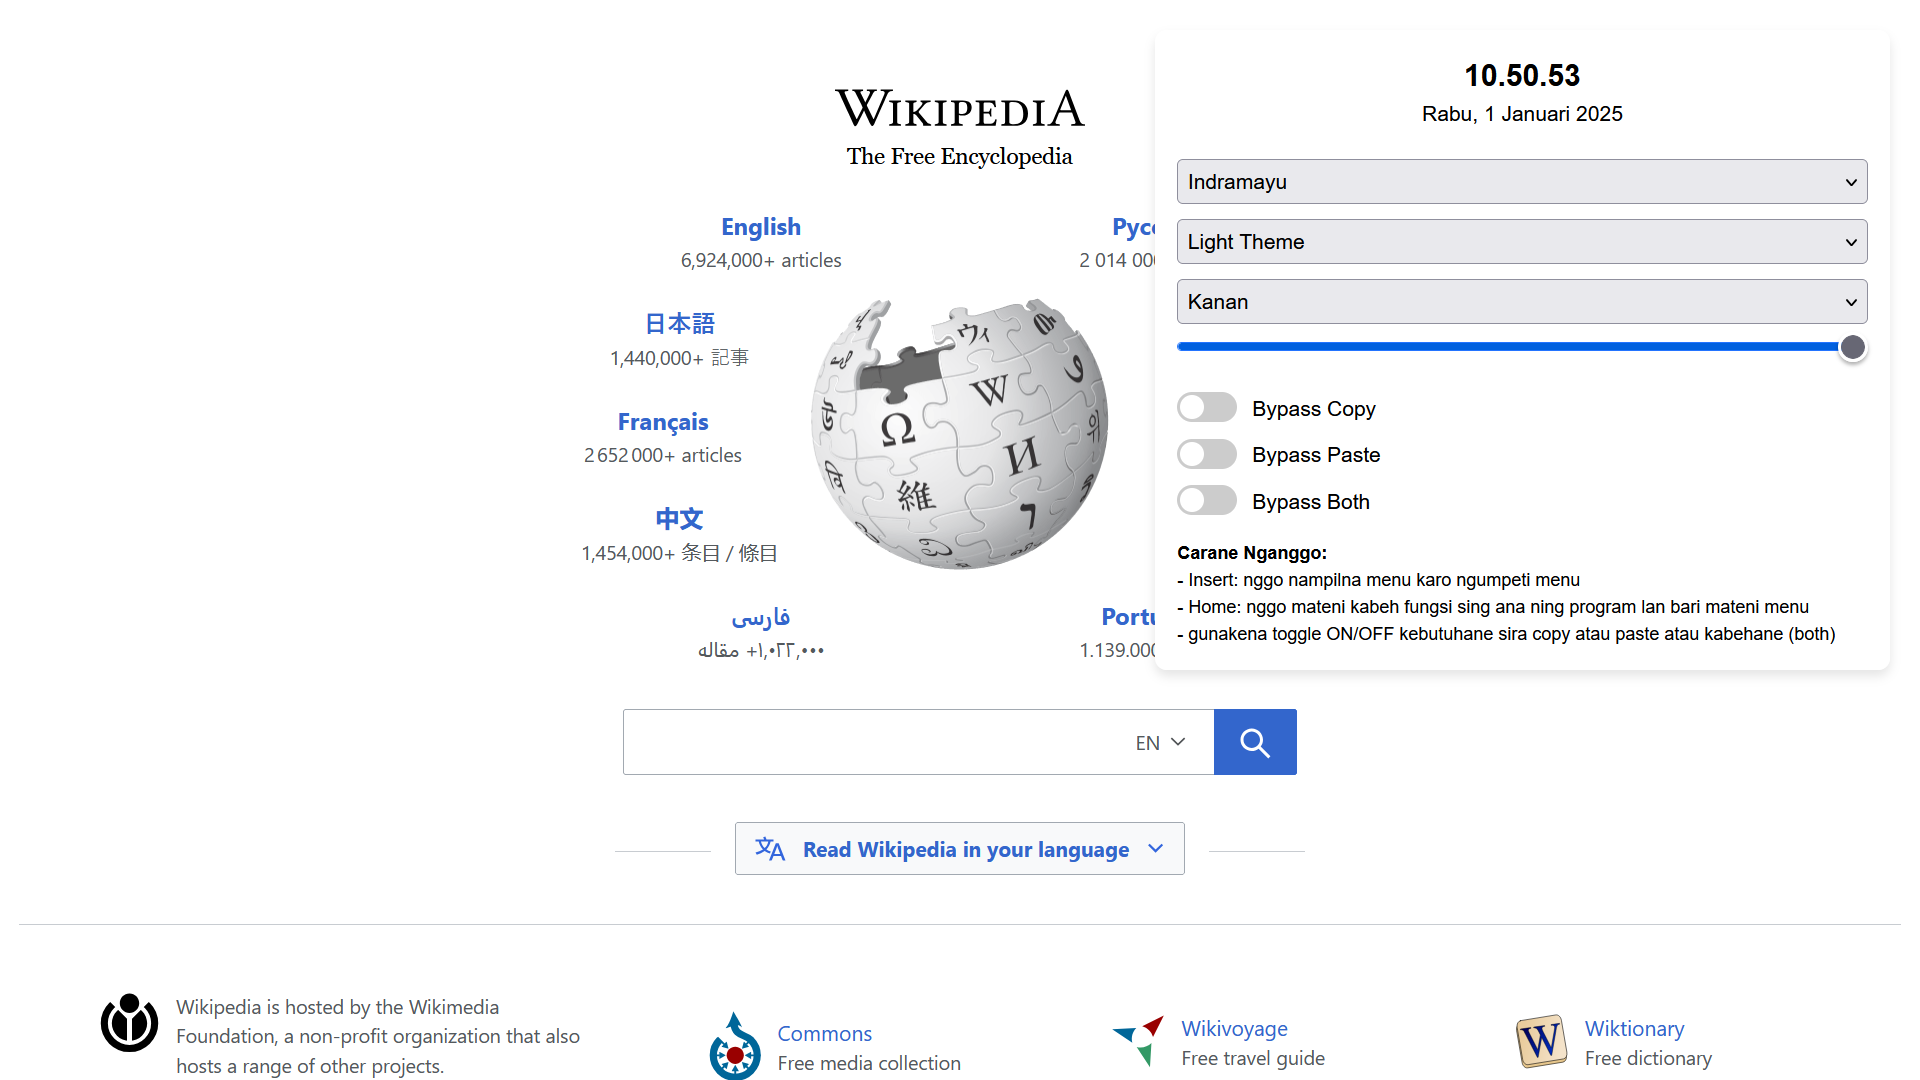 WIKIPEDIA
The Free Encyclopedia
English
6,924,000+ articles
日本語
1,440,000+ 記事
2 014 000
Français
2 652 000+ articles
中文
1,454,000+ 条目 / 條目
فارسی
۱,۰۲۲,۰۰۰+ مقاله
1.139.000
Ω
W
И
維
ウィ
EN
Read Wikipedia in your language
10.50.53
Rabu, 1 Januari 2025
Indramayu
Light Theme
Kanan
Bypass Copy
Bypass Paste
Bypass Both
Carane Nganggo:
- Insert: nggo nampilna menu karo ngumpeti menu
- Home: nggo mateni kabeh fungsi sing ana ning program lan bari mateni menu
- gunakena toggle ON/OFF kebutuhane sira copy atau paste atau kabehane (both)
Wikipedia is hosted by the Wikimedia
Foundation, a non-profit organization that also
hosts a range of other projects.
Commons
Free media collection
Wikivoyage
Free travel guide
W
Wiktionary
Free dictionary